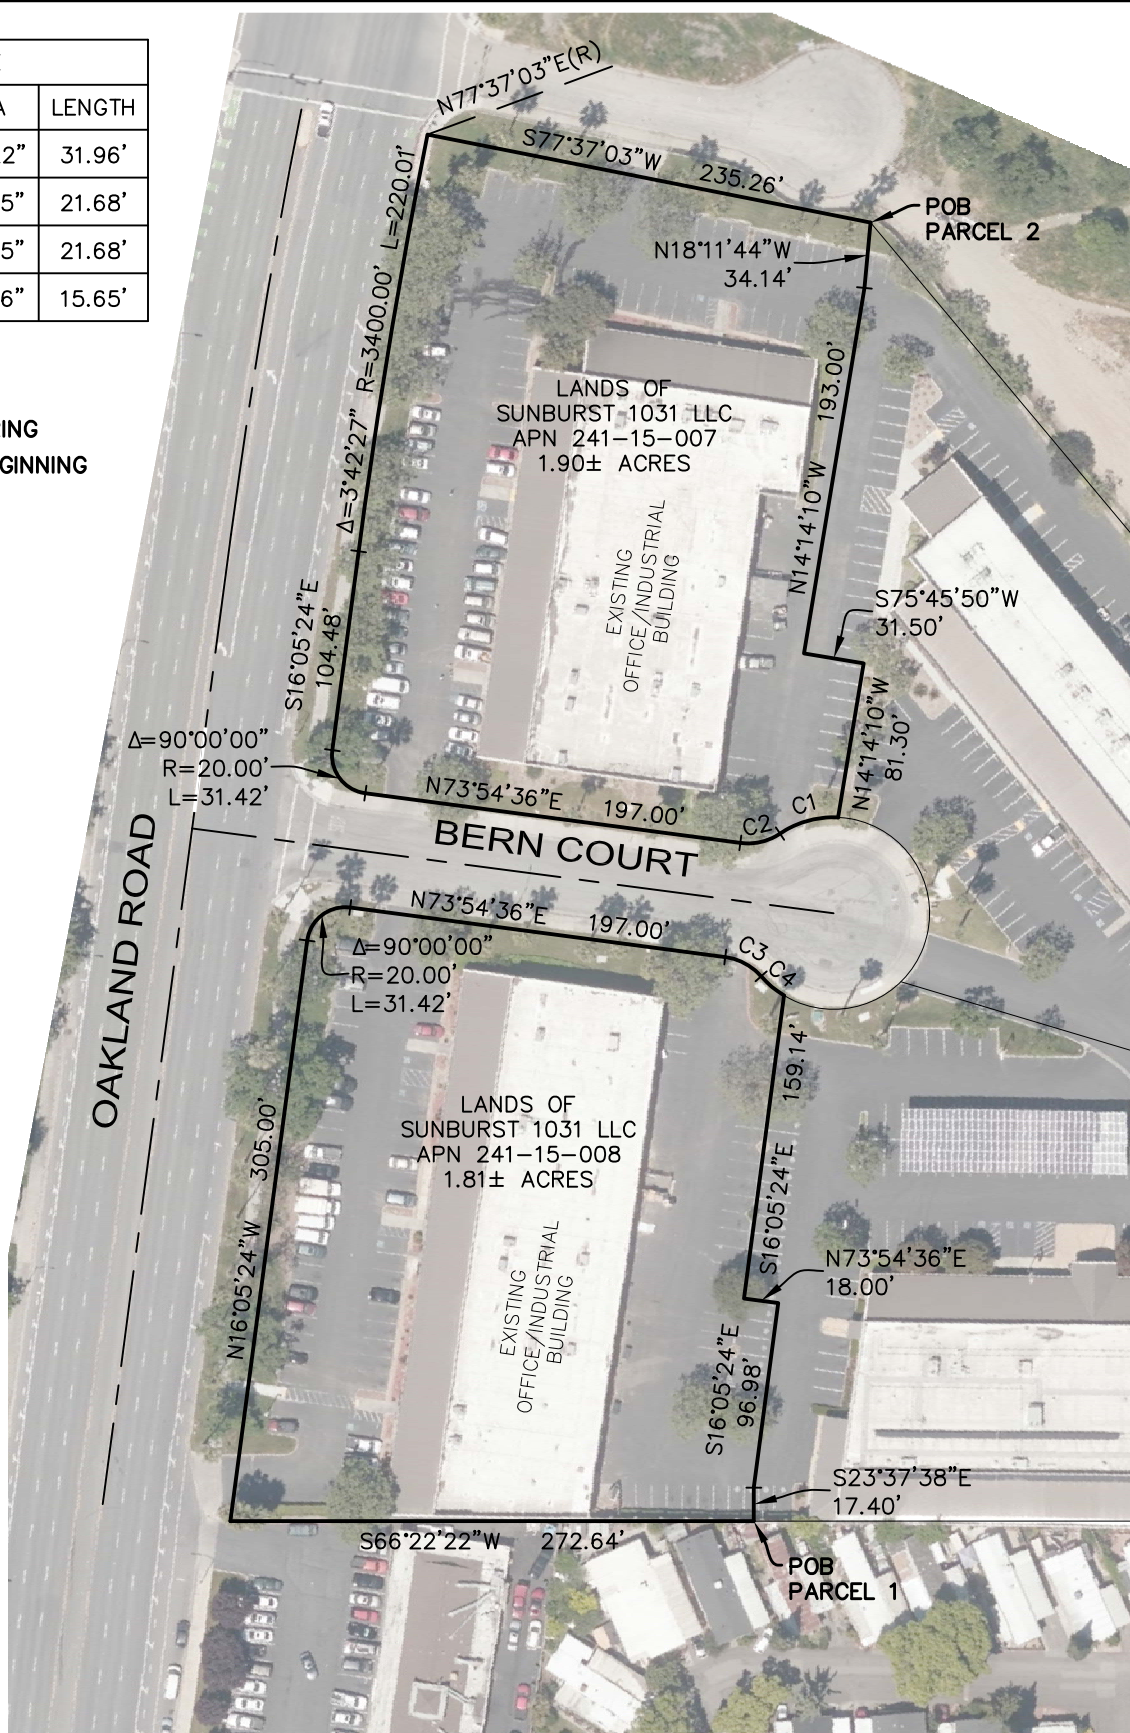 LENGTH
2" 31.96'
5" 21.68'
5" 21.68'
6" 15.65'
GINNING
N77°37'03"E(R)
S77°37'03"W 235.26'
POB
PARCEL 2
N18°11'44"W
34.14'
Δ=3°42'27" R=3400.00' L=220.01'
LANDS OF
SUNBURST 1031 LLC
APN 241-15-007
1.90± ACRES
N14°14'10"W 193.00'
EXISTING
OFFICE/INDUSTRIAL
BUILDING
S75°45'50"W
31.50'
S16°05'24"E
104.48'
N14°14'10"W
81.30'
Δ=90°00'00"
R=20.00'
L=31.42'
N73°54'36"E 197.00'
C2
C1
BERN COURT
OAKLAND ROAD
N73°54'36"E 197.00'
C3
C4
Δ=90°00'00"
R=20.00'
L=31.42'
S16°05'24"E 159.14'
LANDS OF
SUNBURST 1031 LLC
APN 241-15-008
1.81± ACRES
N16°05'24"W 305.00'
EXISTING
OFFICE/INDUSTRIAL
BUILDING
N73°54'36"E
18.00'
S16°05'24"E
96.98'
S23°37'38"E
17.40'
S66°22'22"W 272.64'
POB
PARCEL 1